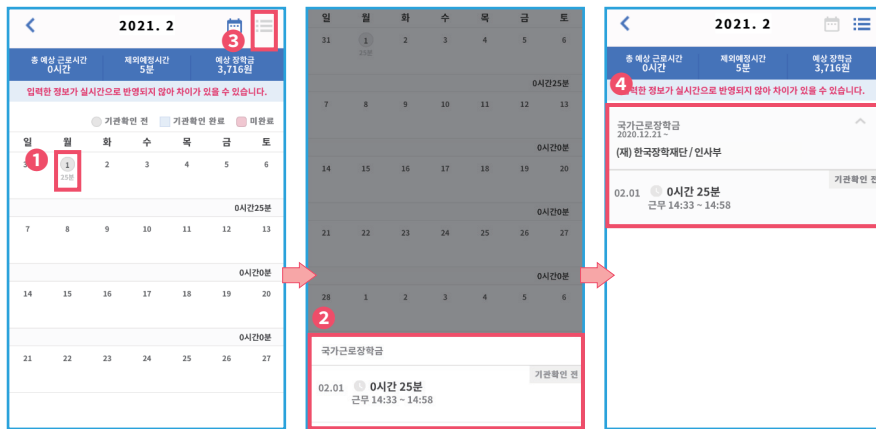 2021. 2
3
총 예상 근로시간 제외예정시간 예상 장학금
0시간 5분 3,716원
입력한 정보가 실시간으로 반영되지 않아 차이가 있을 수 있습니다.
기관확인 전 기관확인 완료 미완료
일 월 화 수 목 금 토
1
1 2 3 4 5 6
25분
0시간25분
7 8 9 10 11 12 13
0시간0분
14 15 16 17 18 19 20
0시간0분
21 22 23 24 25 26 27
일 월 화 수 목 금 토
31 1 2 3 4 5 6
25분
0시간25분
7 8 9 10 11 12 13
0시간0분
14 15 16 17 18 19 20
0시간0분
21 22 23 24 25 26 27
0시간0분
28 1 2 3 4 5 6
2
국가근로장학금
기관확인 전
02.01 0시간 25분
근무 14:33 ~ 14:58
2021. 2
총 예상 근로시간 제외예정시간 예상 장학금
0시간 5분 3,716원
4
한 정보가 실시간으로 반영되지 않아 차이가 있을 수 있습니다.
국가근로장학금
2020.12.21 ~
(재) 한국장학재단 / 인사부
기관확인 전
02.01 0시간 25분
근무 14:33 ~ 14:58